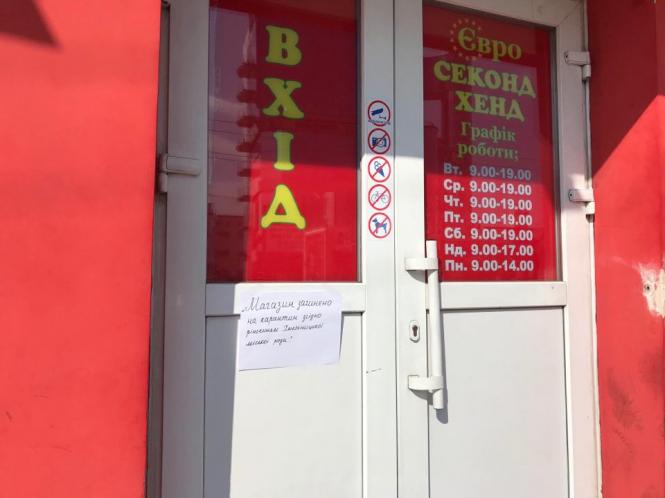 ВХІД
Євро
СЕКОНД
ХЕНД
Графік
роботи:
Вт. 9.00-19.00
Ср. 9.00-19.00
Чт. 9.00-19.00
Пт. 9.00-19.00
Сб. 9.00-19.00
Нд. 9.00-17.00
Пн. 9.00-14.00
Магазин зачинено
на карантин згідно
рішенням Хмельницької
міської ради!